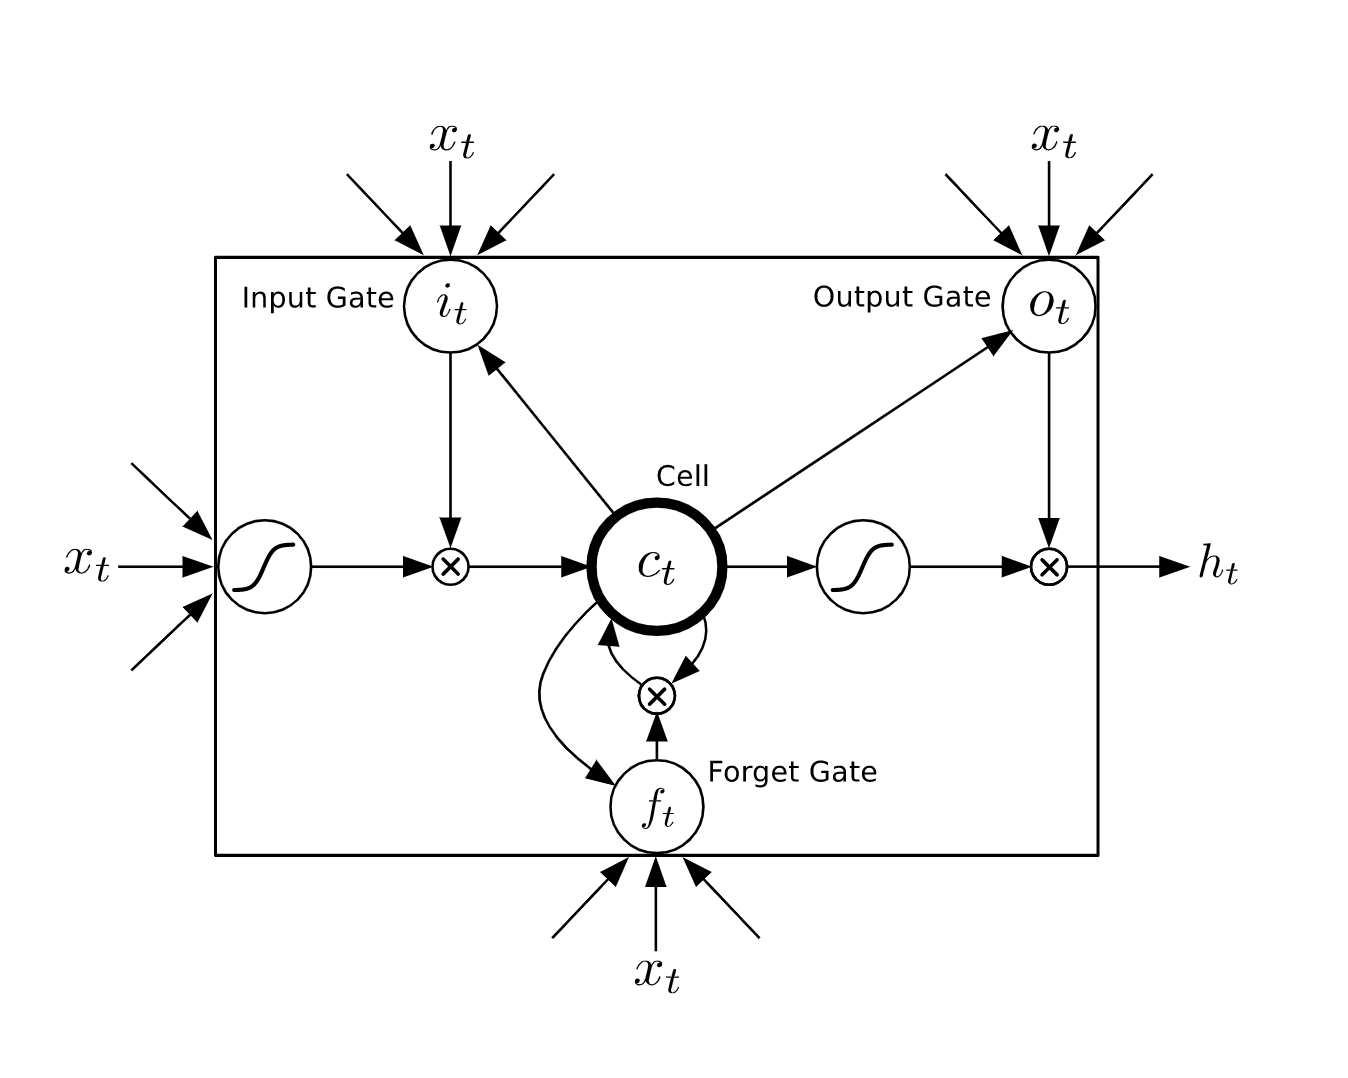 x_t x_t
Input Gate i_t Output Gate o_t
Cell
x_t c_t h_t
Forget Gate
f_t
x_t